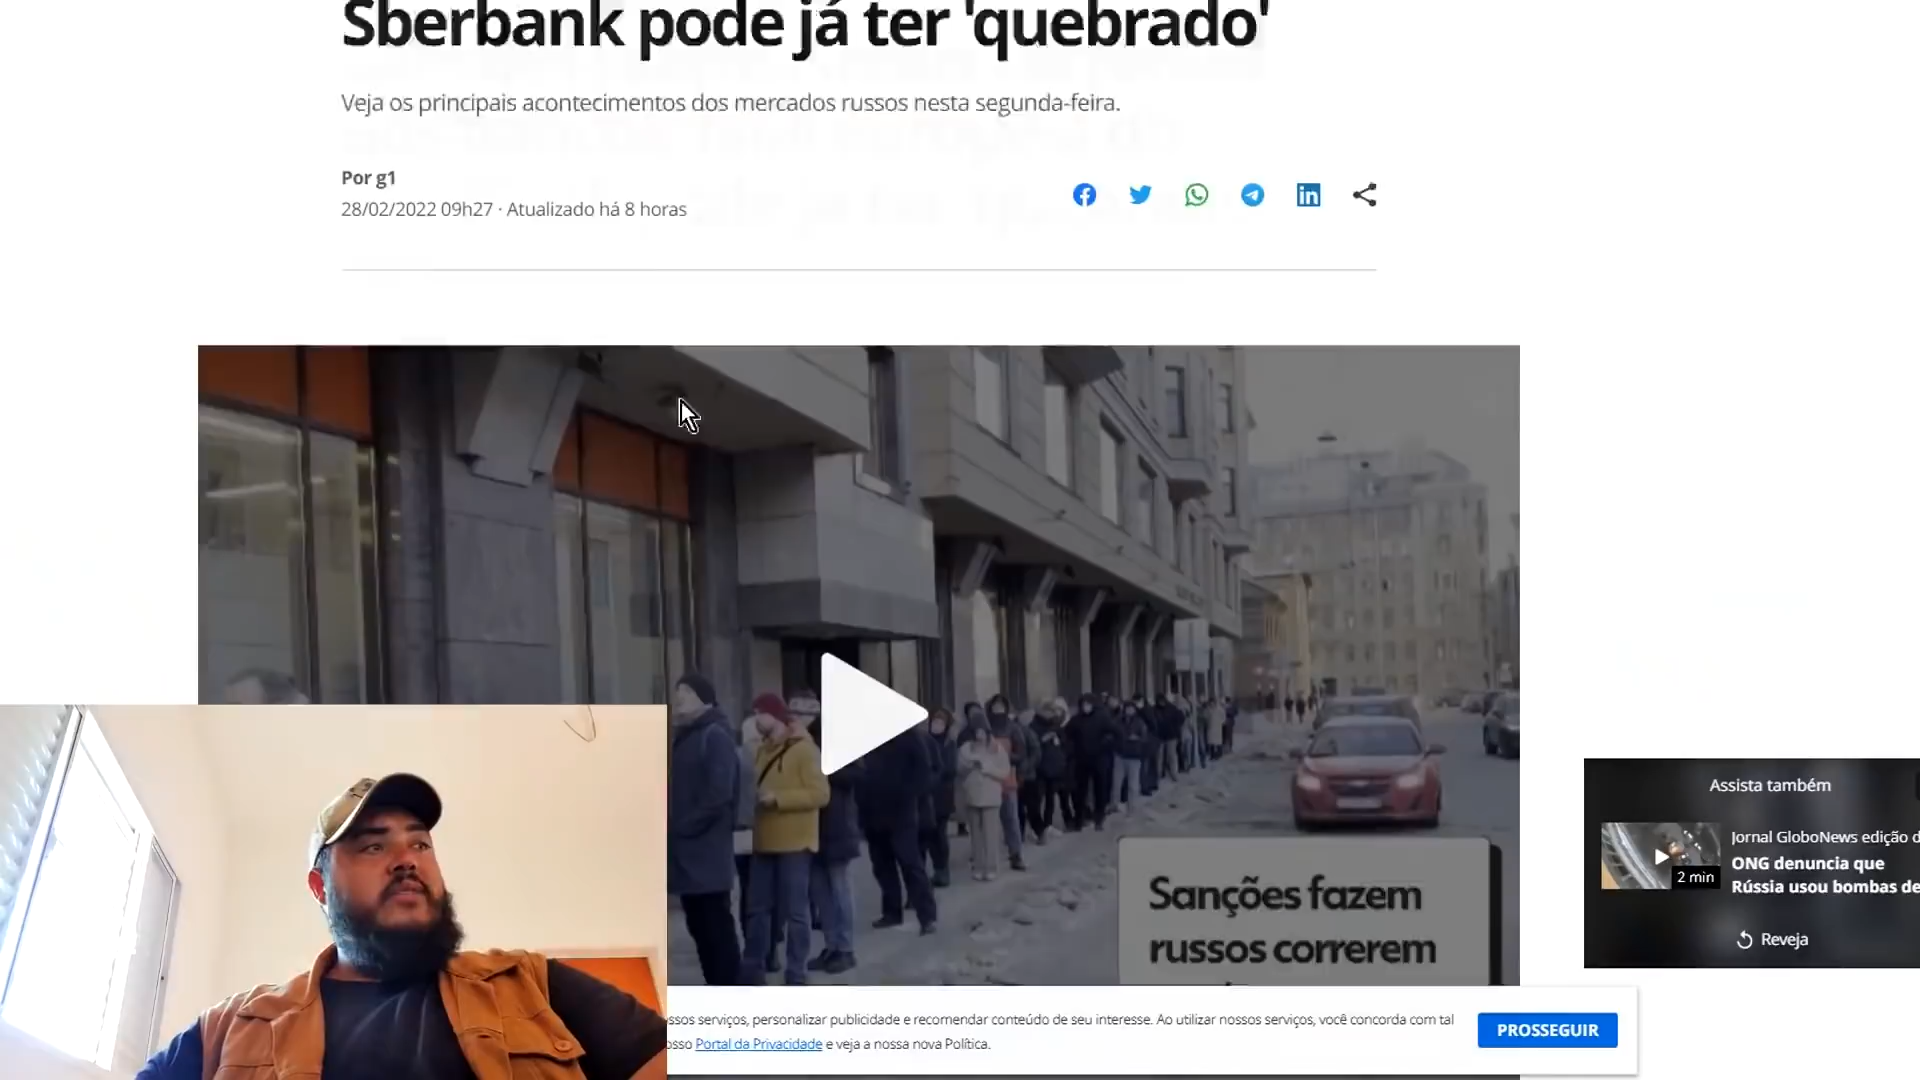 Sberbank pode já ter 'quebrado'
Veja os principais acontecimentos dos mercados russos nesta segunda-feira.
Por g1
28/02/2022 09h27 · Atualizado há 8 horas
Sanções fazem
russos correrem
Assista também
Jornal GloboNews edição d
ONG denuncia que
Rússia usou bombas de
2 min
Reveja
ssos serviços, personalizar publicidade e recomendar conteúdo de seu interesse. Ao utilizar nossos serviços, você concorda com tal
osso Portal da Privacidade e veja a nossa nova Política.
PROSSEGUIR